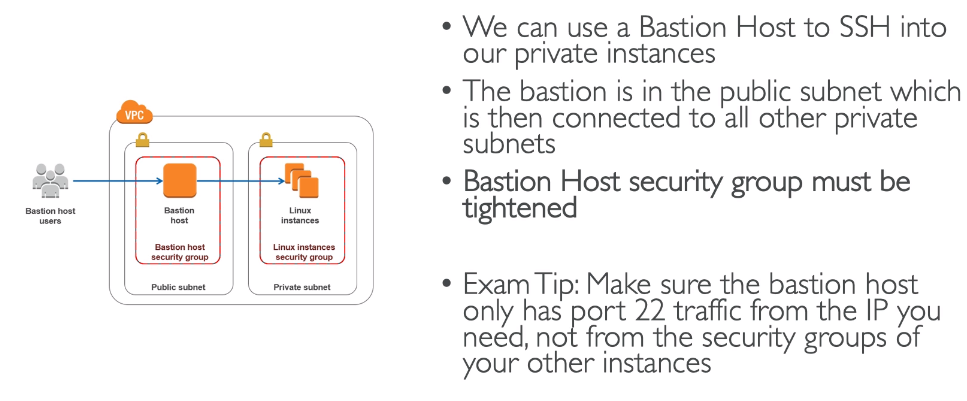 VPC
Bastion host
users
Bastion
host
Bastion host
security group
Public subnet
Linux
instances
Linux instances
security group
Private subnet
• We can use a Bastion Host to SSH into
our private instances
• The bastion is in the public subnet which
is then connected to all other private
subnets
• Bastion Host security group must be
tightened
• Exam Tip: Make sure the bastion host
only has port 22 traffic from the IP you
need, not from the security groups of
your other instances